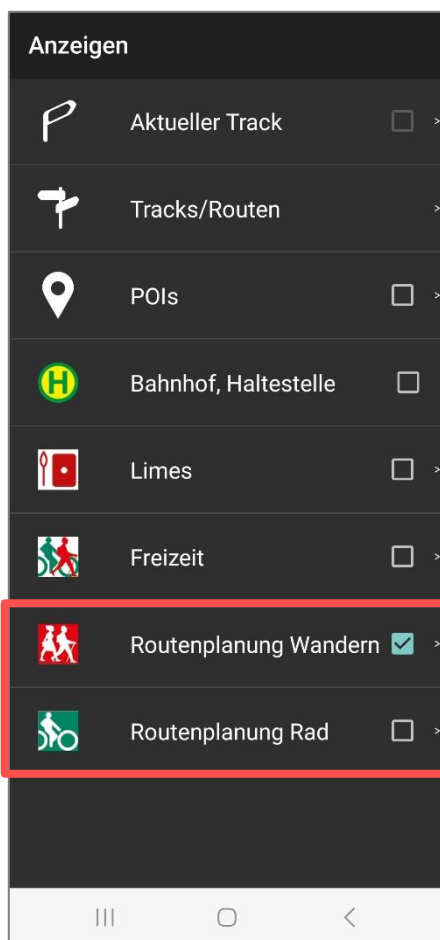 Anzeigen
Aktueller Track
Tracks/Routen
POIs
H
Bahnhof, Haltestelle
Limes
Freizeit
Routenplanung Wandern
Routenplanung Rad